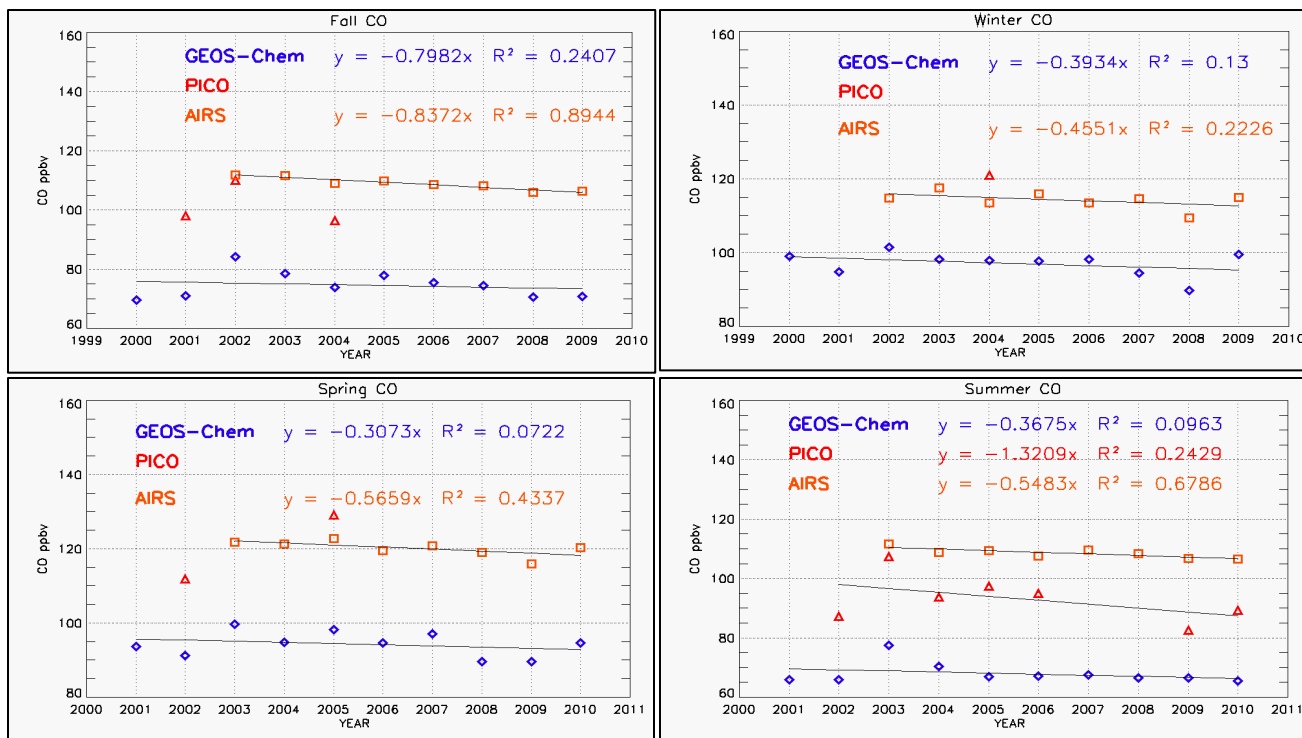 Fall CO
160
140
120
100
80
60
CO ppbv
GEOS-Chem y = -0.7982x R² = 0.2407
PICO
AIRS y = -0.8372x R² = 0.8944
1999 2000 2001 2002 2003 2004 2005 2006 2007 2008 2009 2010
YEAR
Winter CO
160
140
120
100
80
CO ppbv
GEOS-Chem y = -0.3934x R² = 0.13
PICO
AIRS y = -0.4551x R² = 0.2226
1999 2000 2001 2002 2003 2004 2005 2006 2007 2008 2009 2010
YEAR
Spring CO
160
140
120
100
80
CO ppbv
GEOS-Chem y = -0.3073x R² = 0.0722
PICO
AIRS y = -0.5659x R² = 0.4337
2000 2001 2002 2003 2004 2005 2006 2007 2008 2009 2010 2011
YEAR
Summer CO
160
140
120
100
80
60
CO ppbv
GEOS-Chem y = -0.3675x R² = 0.0963
PICO y = -1.3209x R² = 0.2429
AIRS y = -0.5483x R² = 0.6786
2000 2001 2002 2003 2004 2005 2006 2007 2008 2009 2010 2011
YEAR